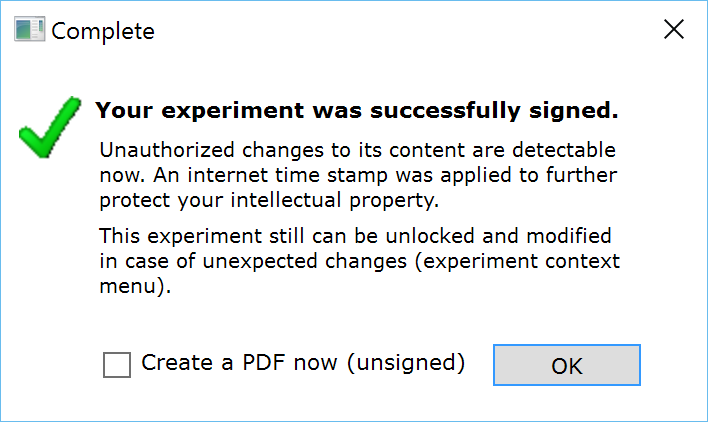 Complete
Your experiment was successfully signed.
Unauthorized changes to its content are detectable
now. An internet time stamp was applied to further
protect your intellectual property.
This experiment still can be unlocked and modified
in case of unexpected changes (experiment context
menu).
Create a PDF now (unsigned)
OK